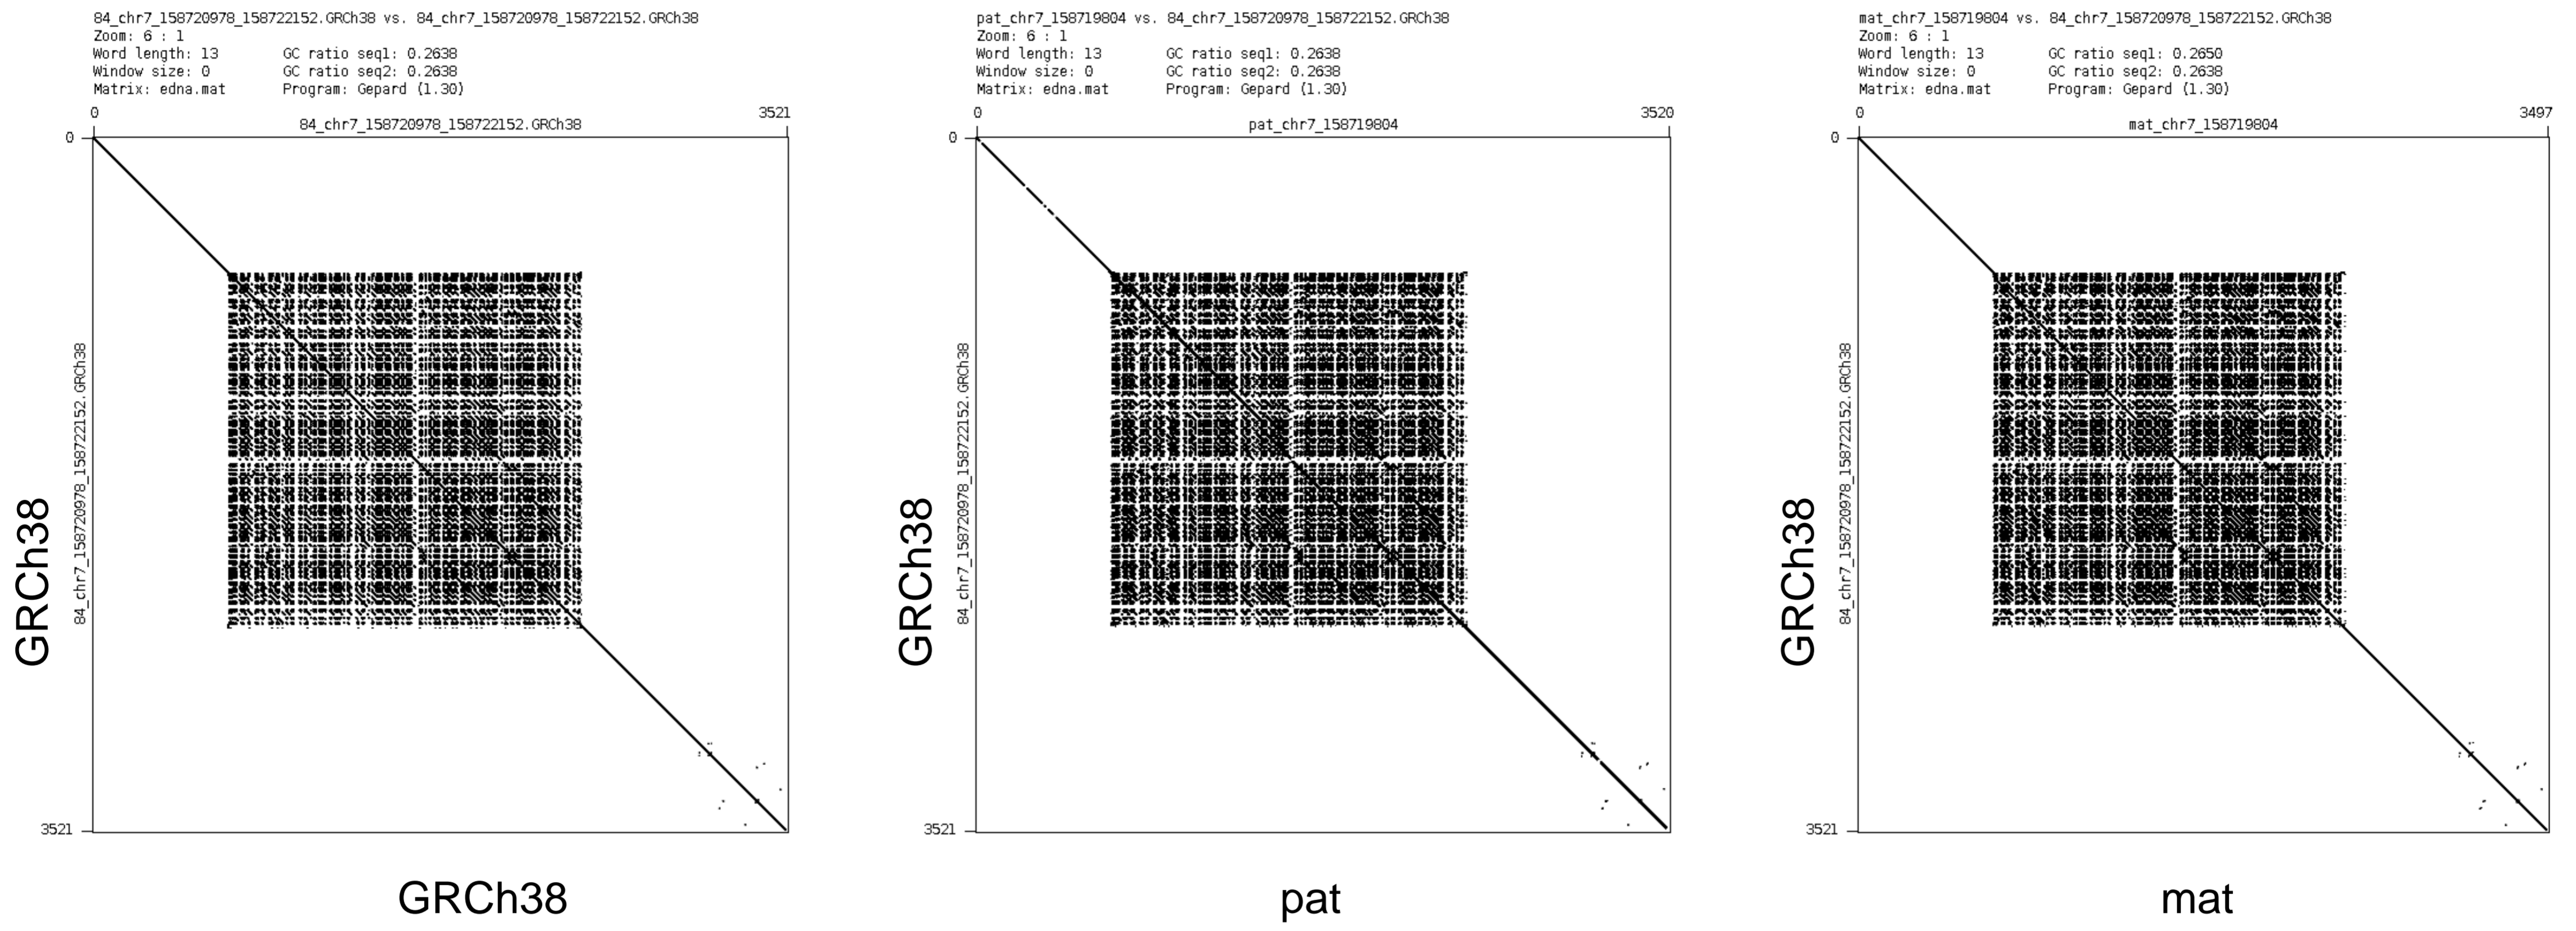 84_chr7_158720978_158722152.GRCh38 vs. 84_chr7_158720978_158722152.GRCh38
Zoom: 6 : 1
Word length: 13 GC ratio seq1: 0.2638
Window size: 0 GC ratio seq2: 0.2638
Matrix: edna.mat Program: Gepard (1.30)
0 3521
84_chr7_158720978_158722152.GRCh38
0
84_chr7_158720978_158722152.GRCh38
3521
GRCh38
GRCh38
pat_chr7_158719804 vs. 84_chr7_158720978_158722152.GRCh38
Zoom: 6 : 1
Word length: 13 GC ratio seq1: 0.2638
Window size: 0 GC ratio seq2: 0.2638
Matrix: edna.mat Program: Gepard (1.30)
0 3520
pat_chr7_158719804
0
84_chr7_158720978_158722152.GRCh38
3521
GRCh38
pat
mat_chr7_158719804 vs. 84_chr7_158720978_158722152.GRCh38
Zoom: 6 : 1
Word length: 13 GC ratio seq1: 0.2650
Window size: 0 GC ratio seq2: 0.2638
Matrix: edna.mat Program: Gepard (1.30)
0 3497
mat_chr7_158719804
0
84_chr7_158720978_158722152.GRCh38
3521
GRCh38
mat